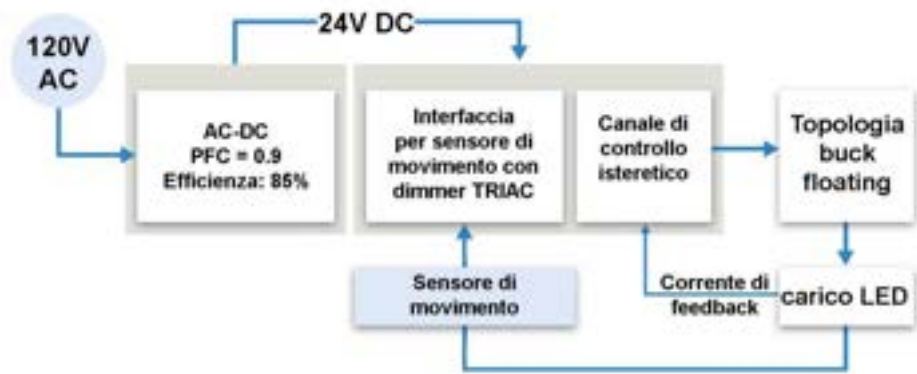 24V DC
120V
AC
AC-DC
PFC = 0.9
Efficienza: 85%
Interfaccia
per sensore di
movimento con
dimmer TRIAC
Canale di
controllo
isteretico
Topologia
buck
floating
Sensore di
movimento
Corrente di
feedback
carico LED